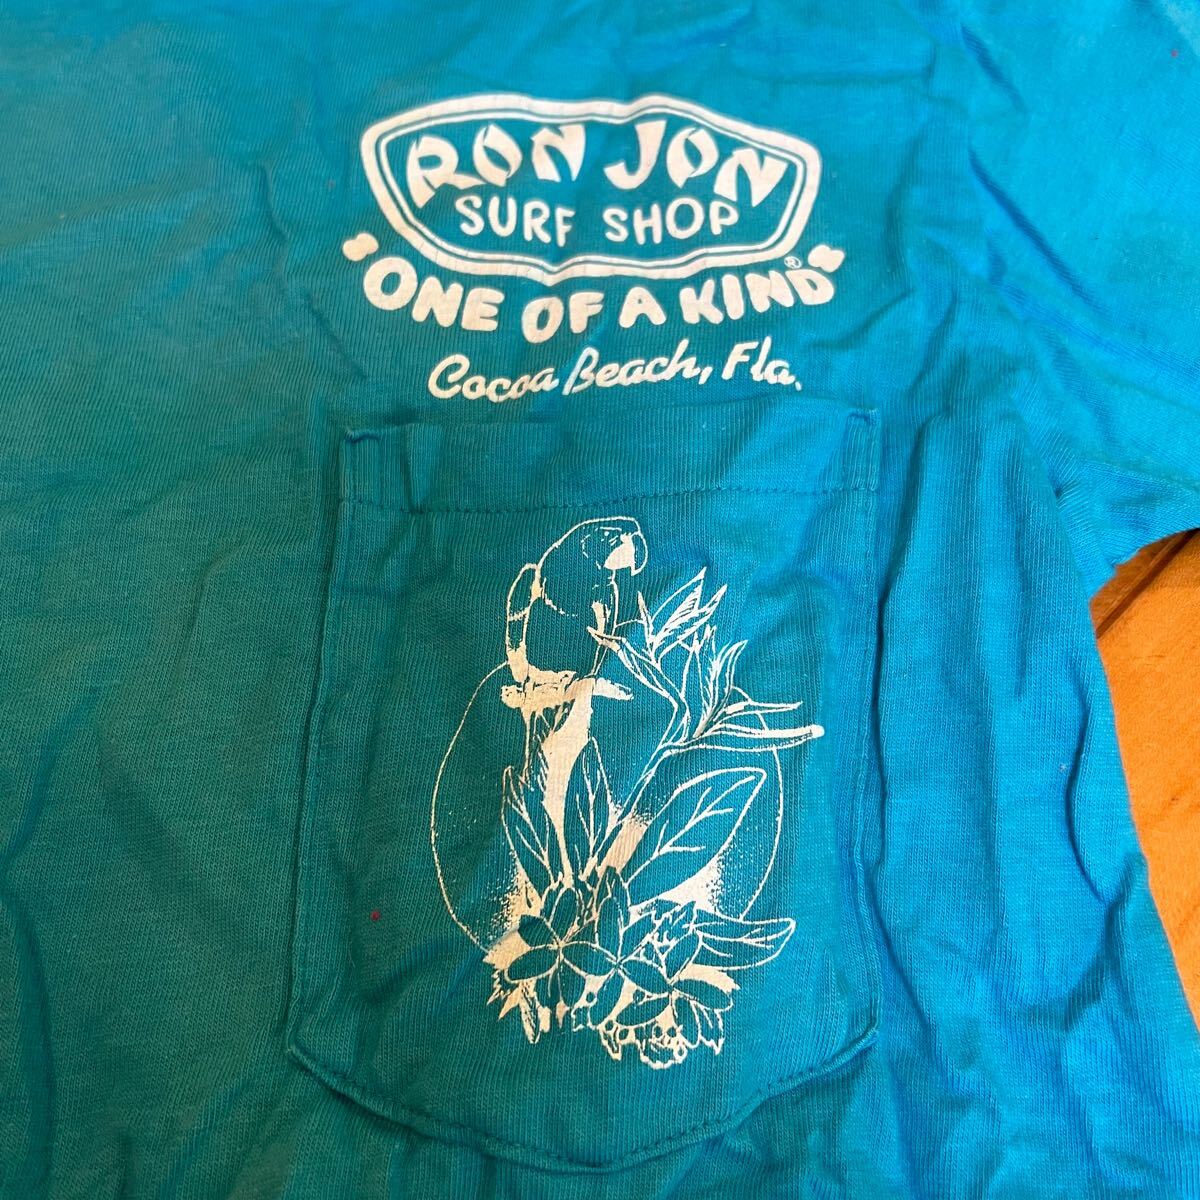 RON JON
SURF SHOP
"ONE OF A KIND"®
Cocoa Beach, Fla.